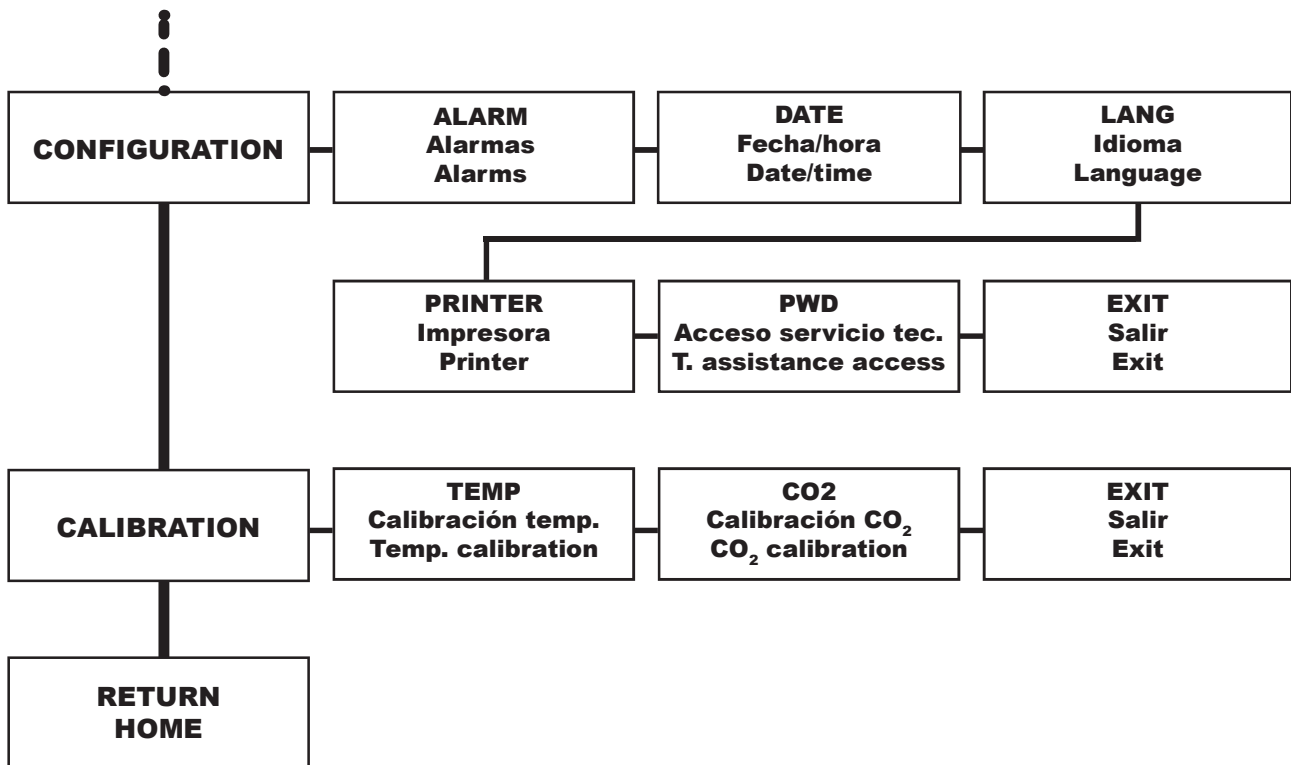 CONFIGURATION
ALARM
Alarmas
Alarms
DATE
Fecha/hora
Date/time
LANG
Idioma
Language
PRINTER
Impresora
Printer
PWD
Acceso servicio tec.
T. assistance access
EXIT
Salir
Exit
CALIBRATION
TEMP
Calibración temp.
Temp. calibration
CO2
Calibración CO₂
CO₂ calibration
EXIT
Salir
Exit
RETURN
HOME